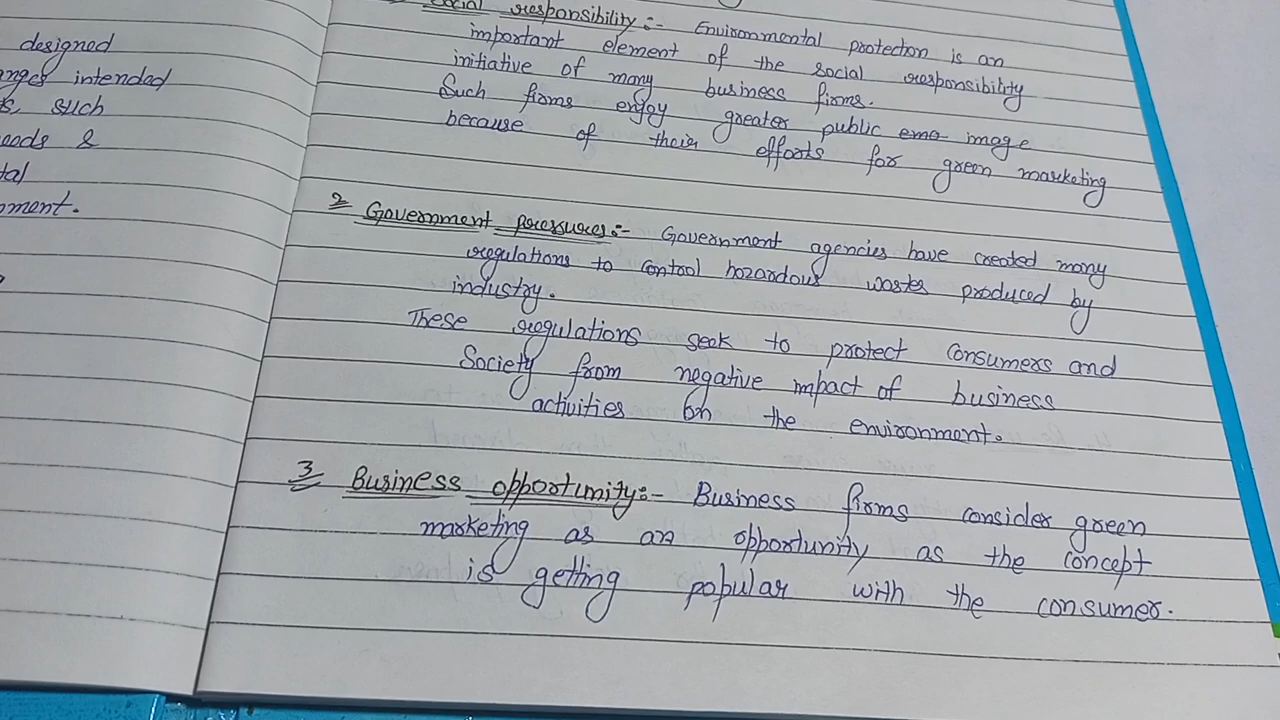 designed
intended
such
&
Social responsibility :- Environmental protection is an
important element of the social responsibility
initiative of many business firms.
Such firms enjoy greater public ema image
because of their efforts for green marketing
2 Government pressures :- Government agencies have created many
regulations to control hazardous wastes produced by
industry.
These regulations seek to protect consumers and
Society from negative impact of business
activities on the environment.
3 Business opportunity :- Business firms consider green
marketing as an opportunity as the concept
is getting popular with the consumer.